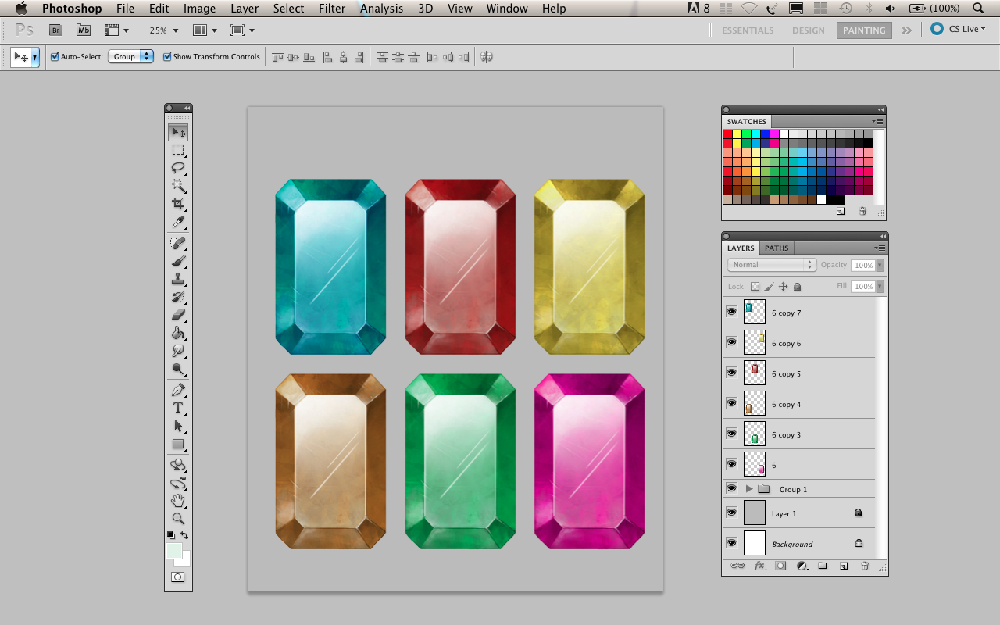 Photoshop File Edit Image Layer Select Filter Analysis 3D View Window Help 8 (100%)
Ps Br Mb 25% ESSENTIALS DESIGN PAINTING CS Live
Auto-Select: Group Show Transform Controls
SWATCHES
LAYERS PATHS
Normal Opacity: 100%
Lock: Fill: 100%
6 copy 7
6 copy 6
6 copy 5
6 copy 4
6 copy 3
6
Group 1
Layer 1
Background
fx
T